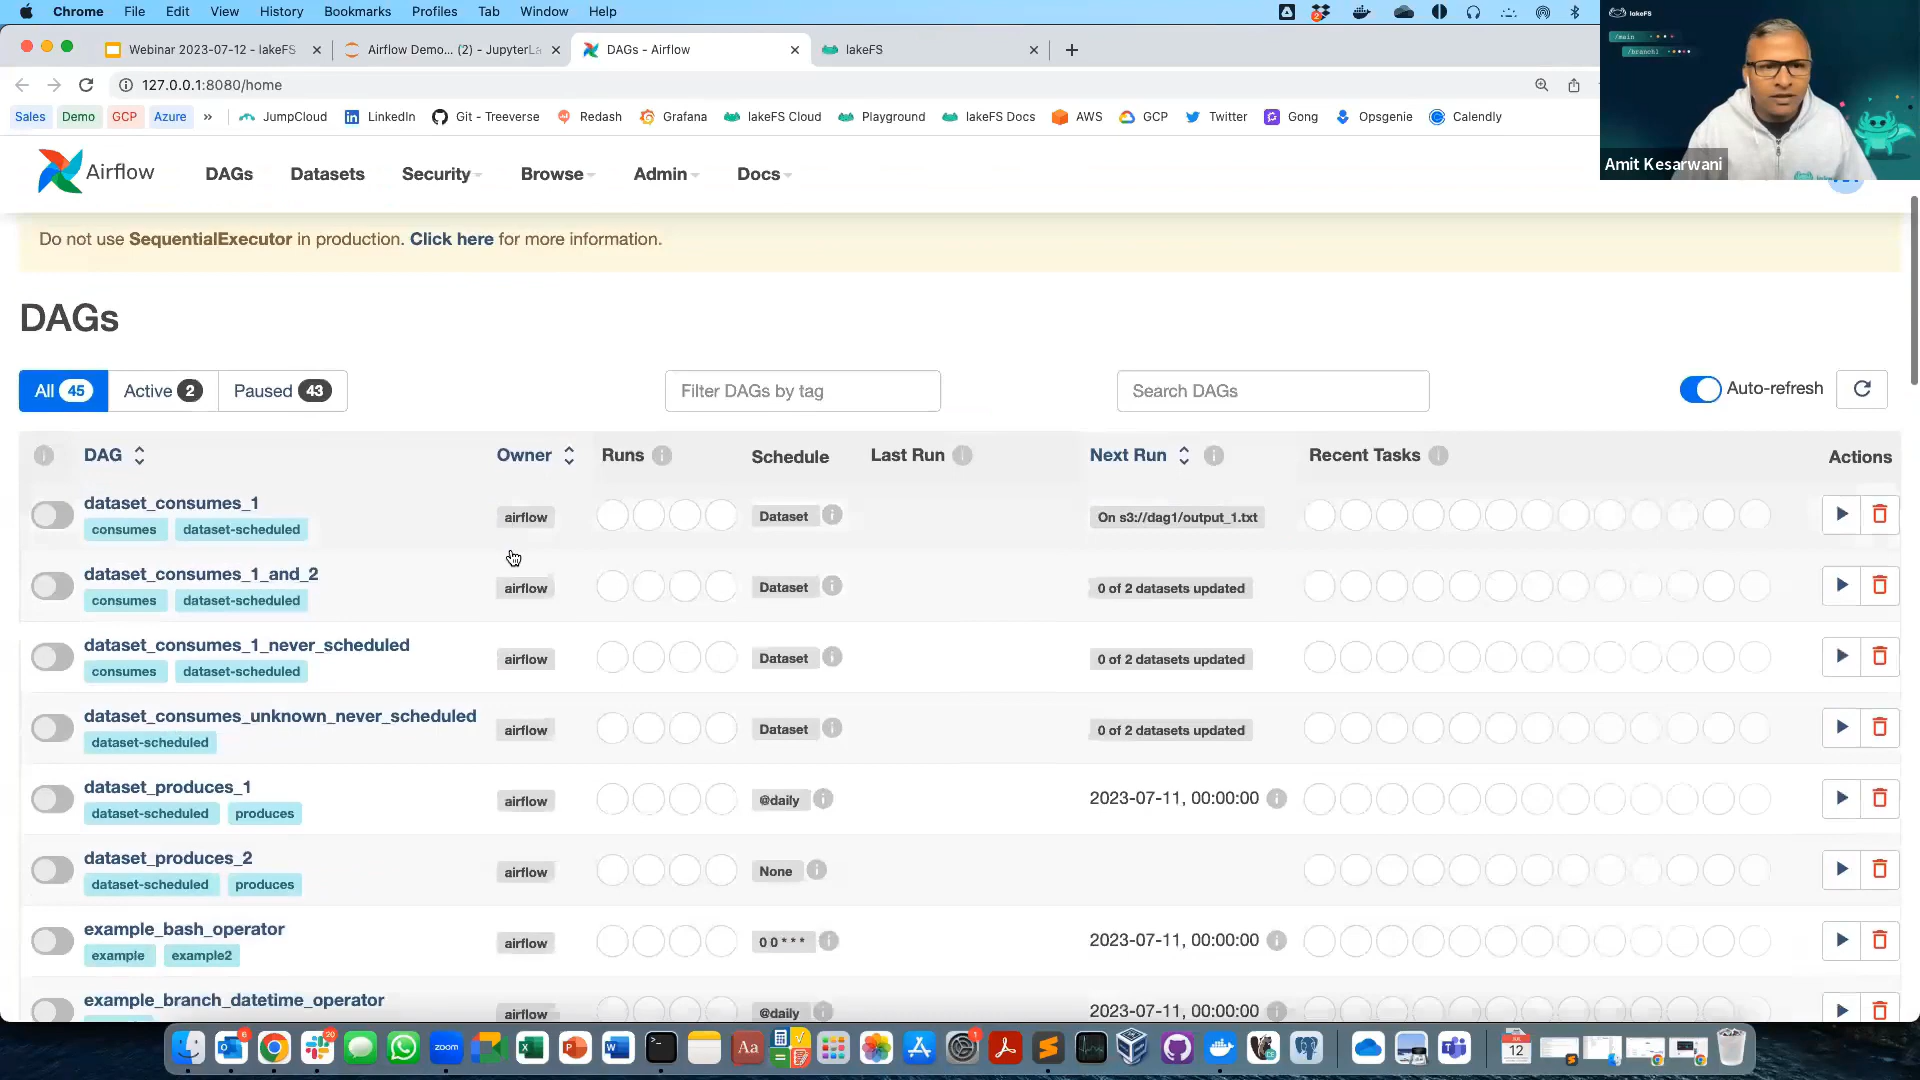 Chrome File Edit View History Bookmarks Profiles Tab Window Help
Webinar 2023-07-12 - lakeFS
Airflow Demo... (2) - JupyterLa
DAGs - Airflow
lakeFS
127.0.0.1:8080/home
Sales Demo GCP Azure » JumpCloud LinkedIn Git - Treeverse Redash Grafana lakeFS Cloud Playground lakeFS Docs AWS GCP Twitter Gong Opsgenie Calendly
lakeFS
/main
/branch1
Amit Kesarwani
Airflow DAGs Datasets Security Browse Admin Docs
Do not use SequentialExecutor in production. Click here for more information.
DAGs
All 45 Active 2 Paused 43 Filter DAGs by tag Search DAGs Auto-refresh
DAG Owner Runs Schedule Last Run Next Run Recent Tasks Actions
dataset_consumes_1
consumes dataset-scheduled
airflow Dataset On s3://dag1/output_1.txt
dataset_consumes_1_and_2
consumes dataset-scheduled
airflow Dataset 0 of 2 datasets updated
dataset_consumes_1_never_scheduled
consumes dataset-scheduled
airflow Dataset 0 of 2 datasets updated
dataset_consumes_unknown_never_scheduled
dataset-scheduled
airflow Dataset 0 of 2 datasets updated
dataset_produces_1
dataset-scheduled produces
airflow @daily 2023-07-11, 00:00:00
dataset_produces_2
dataset-scheduled produces
airflow None
example_bash_operator
example example2
airflow 0 0 * * * 2023-07-11, 00:00:00
example_branch_datetime_operator
airflow @daily 2023-07-11, 00:00:00
zoom
Aa
12